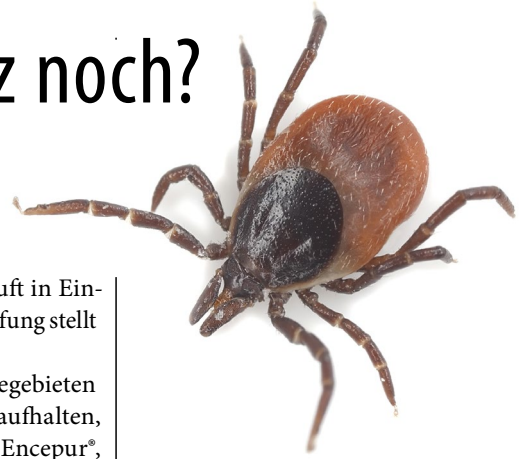 z noch?
uft in Ein-
fung stellt
egebieten
aufhalten,
Encepur®,